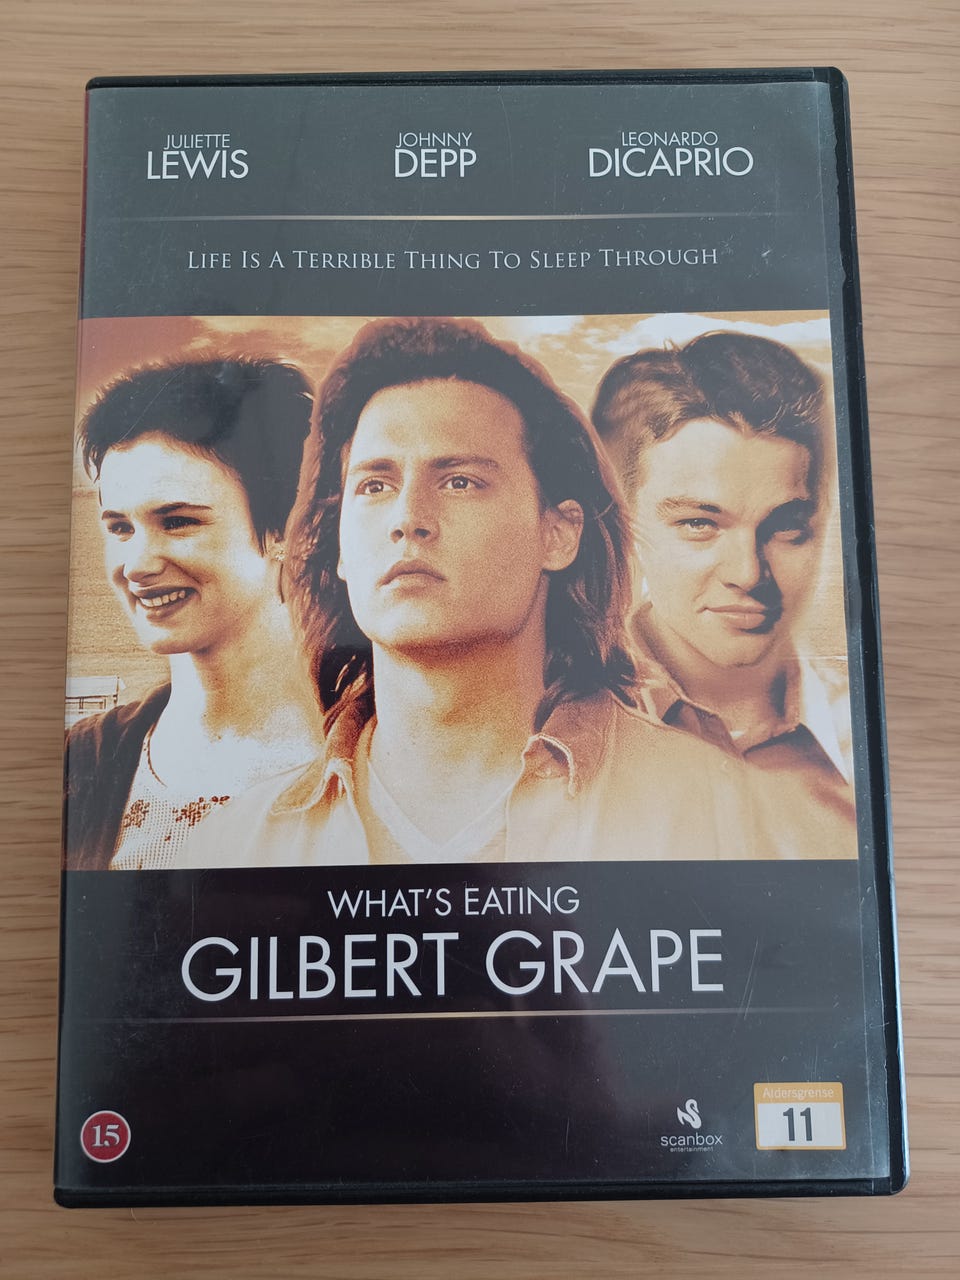 JULIETTE LEWIS
JOHNNY DEPP
LEONARDO DICAPRIO
LIFE IS A TERRIBLE THING TO SLEEP THROUGH
WHAT'S EATING
GILBERT GRAPE
15
scanbox
entertainment
Aldersgrense
11